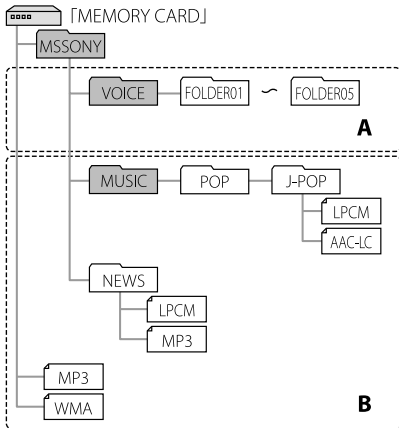 「MEMORY CARD」
MSSONY
VOICE FOLDER01 ~ FOLDER05
A
MUSIC POP J-POP
LPCM
AAC-LC
NEWS
LPCM
MP3
MP3
WMA B